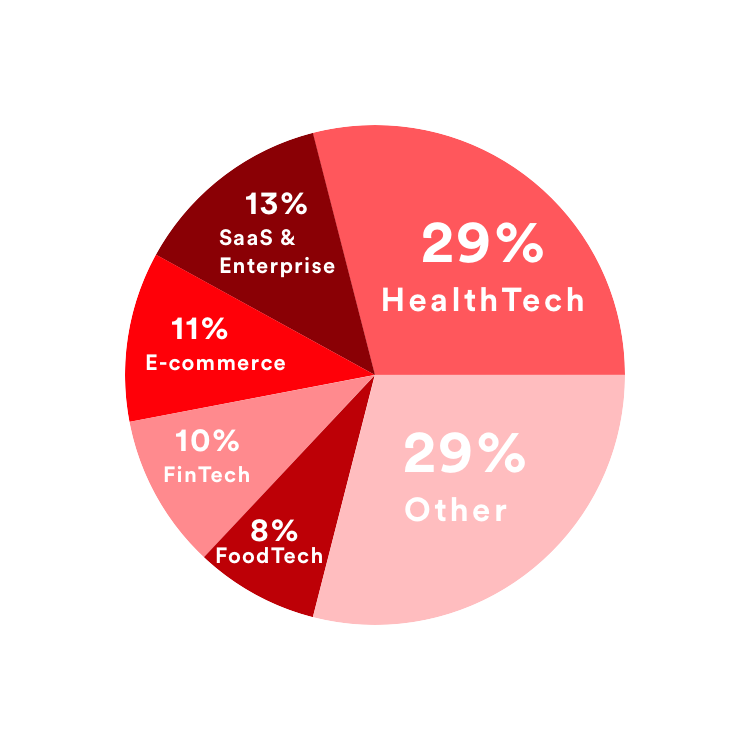 13%
SaaS &
Enterprise
29%
HealthTech
11%
E-commerce
10%
FinTech
29%
Other
8%
FoodTech